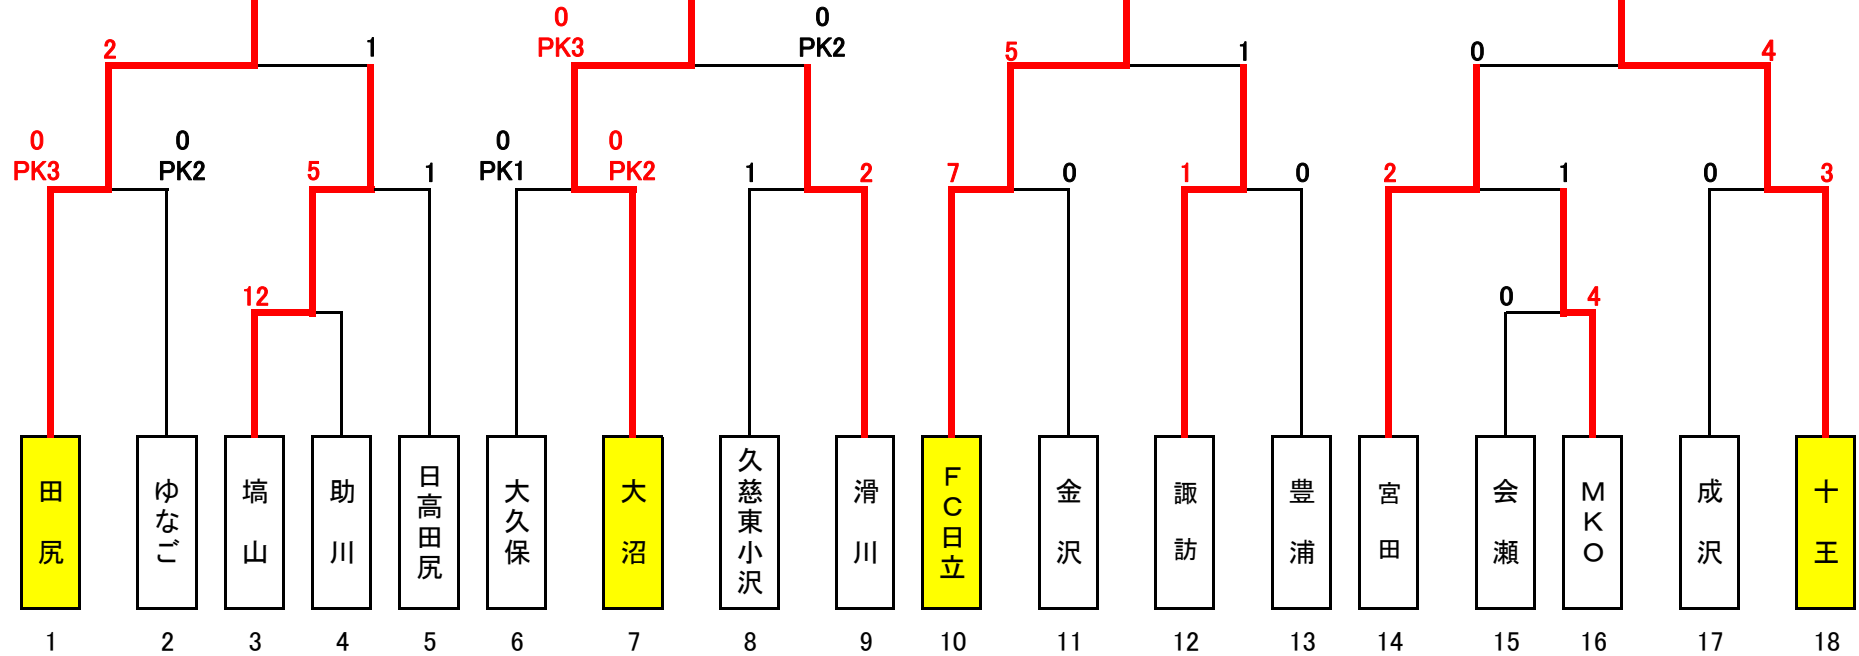 0
PK3
0
PK2
2
1
5
1
0
4
0
PK3
0
PK2
5
1
0
PK1
0
PK2
1
2
7
0
1
0
2
1
0
3
12
0
4
田尻
ゆなご
塙山
助川
日高田尻
大久保
大沼
久慈東小沢
滑川
FC日立
金沢
諏訪
豊浦
宮田
会瀬
MKO
成沢
十王
1 2 3 4 5 6 7 8 9 10 11 12 13 14 15 16 17 18